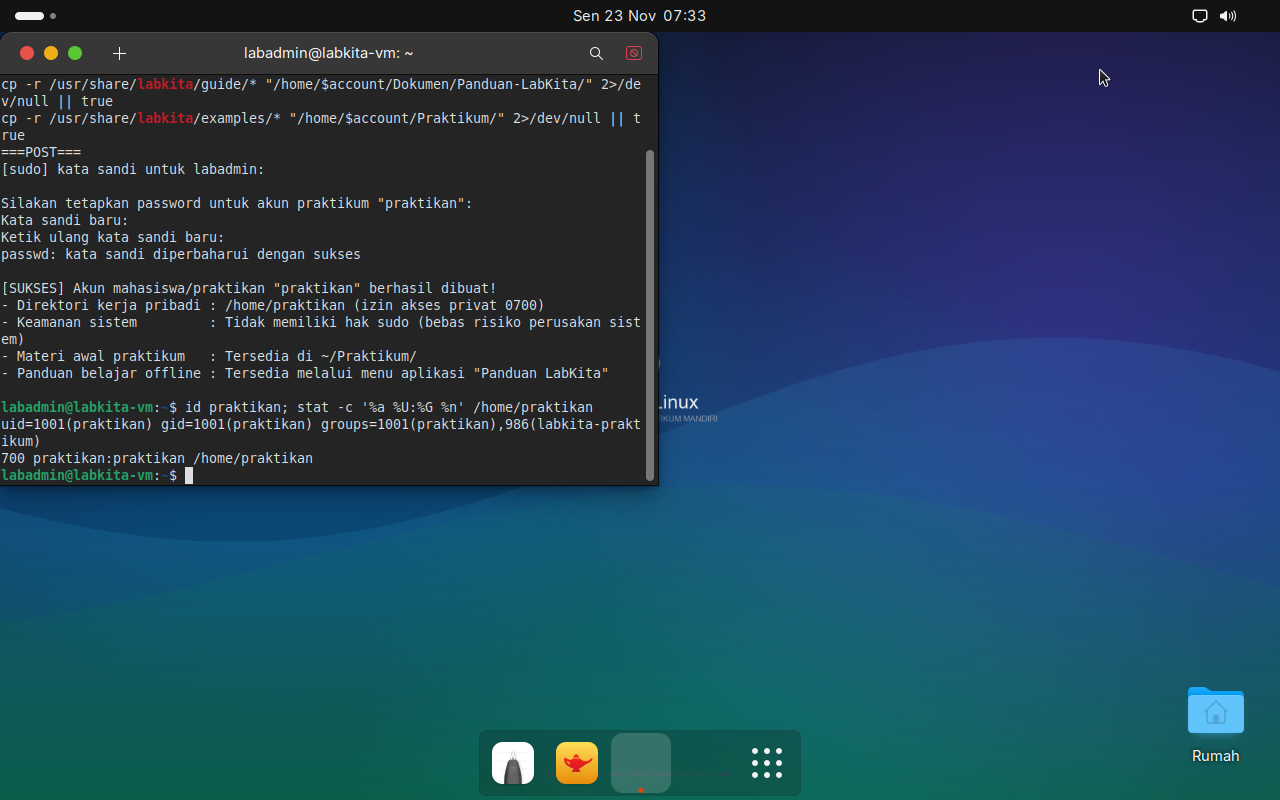 Sen 23 Nov 07:33
labadmin@labkita-vm: ~
cp -r /usr/share/labkita/guide/* "/home/$account/Dokumen/Panduan-LabKita/" 2>/de
v/null || true
cp -r /usr/share/labkita/examples/* "/home/$account/Praktikum/" 2>/dev/null || t
rue
===POST===
[sudo] kata sandi untuk labadmin:
Silakan tetapkan password untuk akun praktikum "praktikan":
Kata sandi baru:
Ketik ulang kata sandi baru:
passwd: kata sandi diperbaharui dengan sukses
[SUKSES] Akun mahasiswa/praktikan "praktikan" berhasil dibuat!
- Direktori kerja pribadi : /home/praktikan (izin akses privat 0700)
- Keamanan sistem         : Tidak memiliki hak sudo (bebas risiko perusakan sist
em)
- Materi awal praktikum   : Tersedia di ~/Praktikum/
- Panduan belajar offline : Tersedia melalui menu aplikasi "Panduan LabKita"
labadmin@labkita-vm:~$ id praktikan; stat -c '%a %U:%G %n' /home/praktikan
uid=1001(praktikan) gid=1001(praktikan) groups=1001(praktikan),986(labkita-prakt
ikum)
700 praktikan:praktikan /home/praktikan
labadmin@labkita-vm:~$
Linux
TIKUM MANDIRI
Rumah